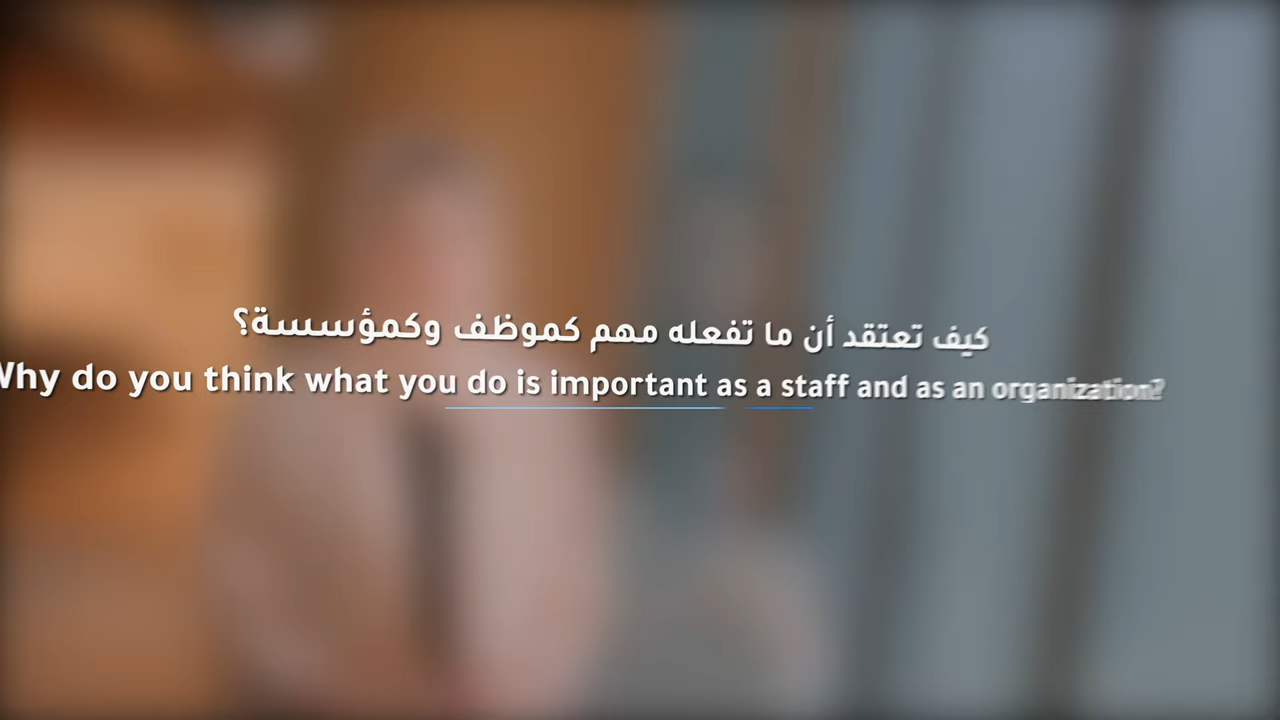 كيف تعتقد أن ما تفعله مهم كموظف وكمؤسسة؟
Why do you think what you do is important as a staff and as an organization?